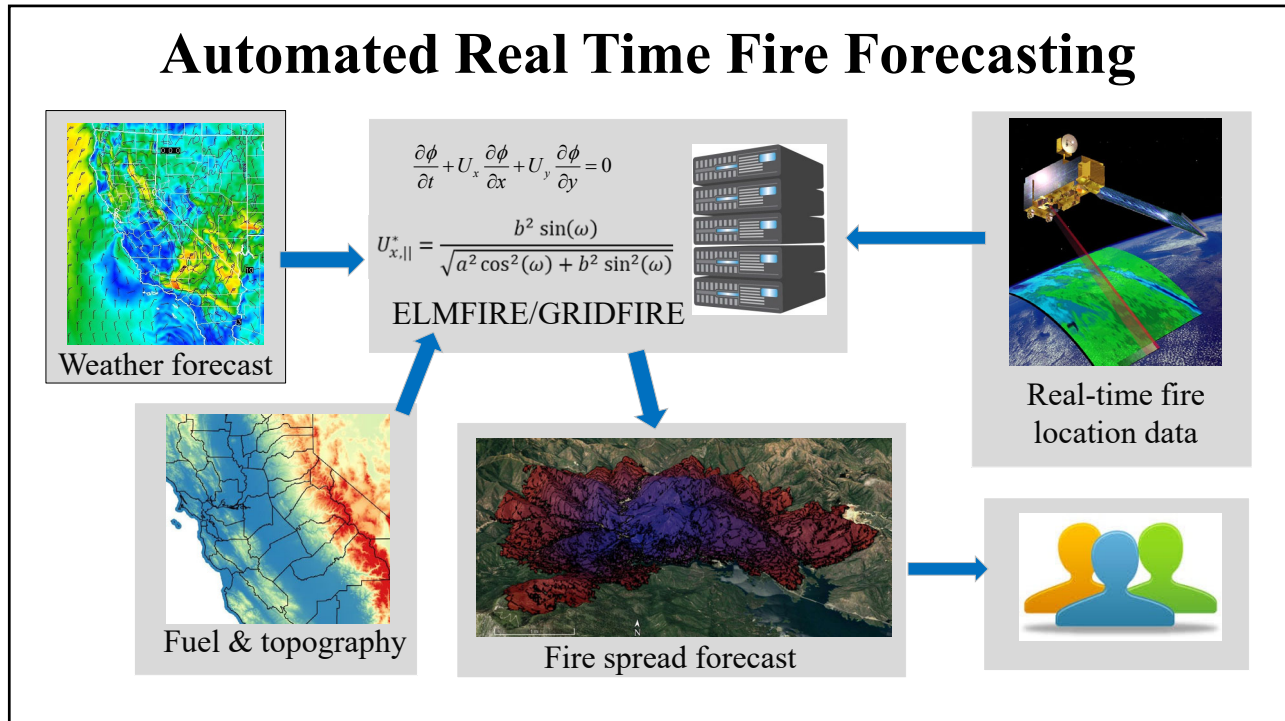 Automated Real Time Fire Forecasting
∂ϕ/∂t + U_x ∂ϕ/∂x + U_y ∂ϕ/∂y = 0
U*_{x,||} = b² sin(ω) / √(a² cos²(ω) + b² sin²(ω))
ELMFIRE/GRIDFIRE
Weather forecast
Real-time fire
location data
Fuel & topography
N
Fire spread forecast